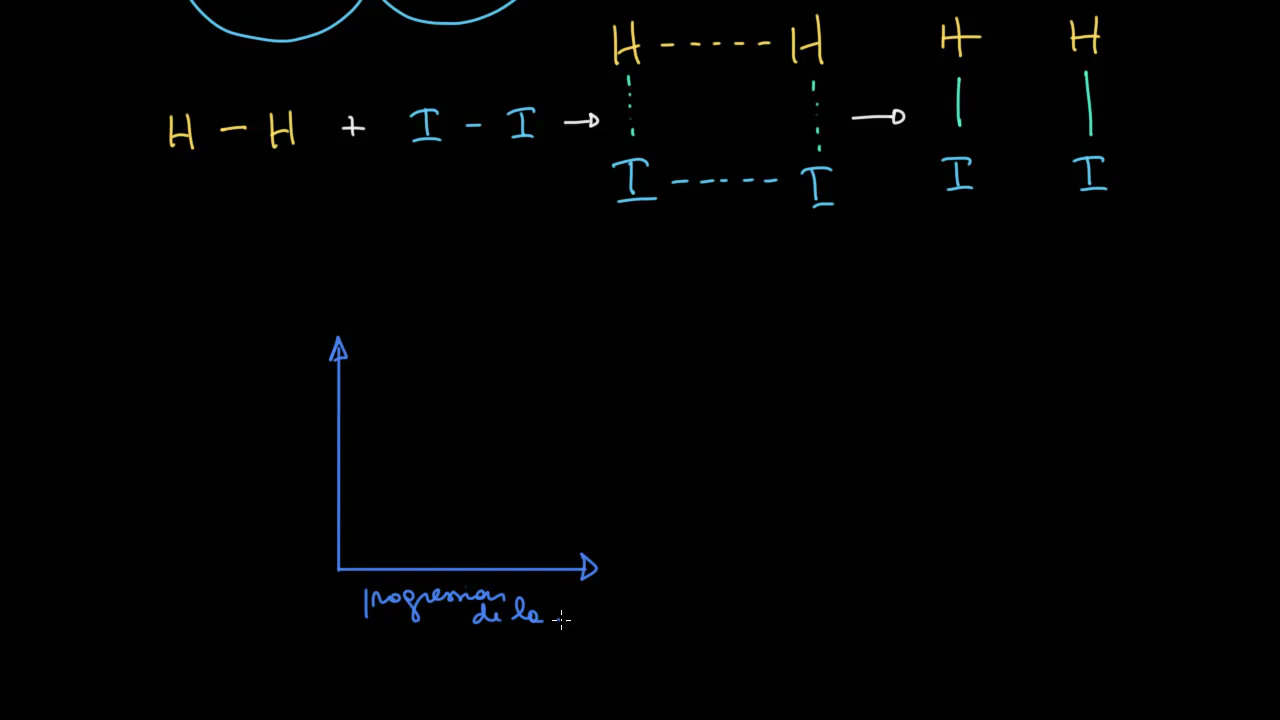 H ----- H
H H
H - H + I - I → →
I ----- I
I I
progression
de la